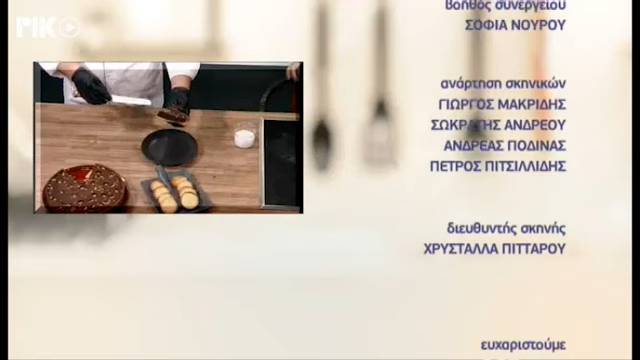 ΡΙΚ
βοηθός συνεργείου
ΣΟΦΙΑ ΝΟΥΡΟΥ
ανάρτηση σκηνικών
ΓΙΩΡΓΟΣ ΜΑΚΡΙΔΗΣ
ΣΩΚΡΑΤΗΣ ΑΝΔΡΕΟΥ
ΑΝΔΡΕΑΣ ΠΟΔΙΝΑΣ
ΠΕΤΡΟΣ ΠΙΤΣΙΛΛΙΔΗΣ
διευθυντής σκηνής
ΧΡΥΣΤΑΛΛΑ ΠΙΤΤΑΡΟΥ
ευχαριστούμε